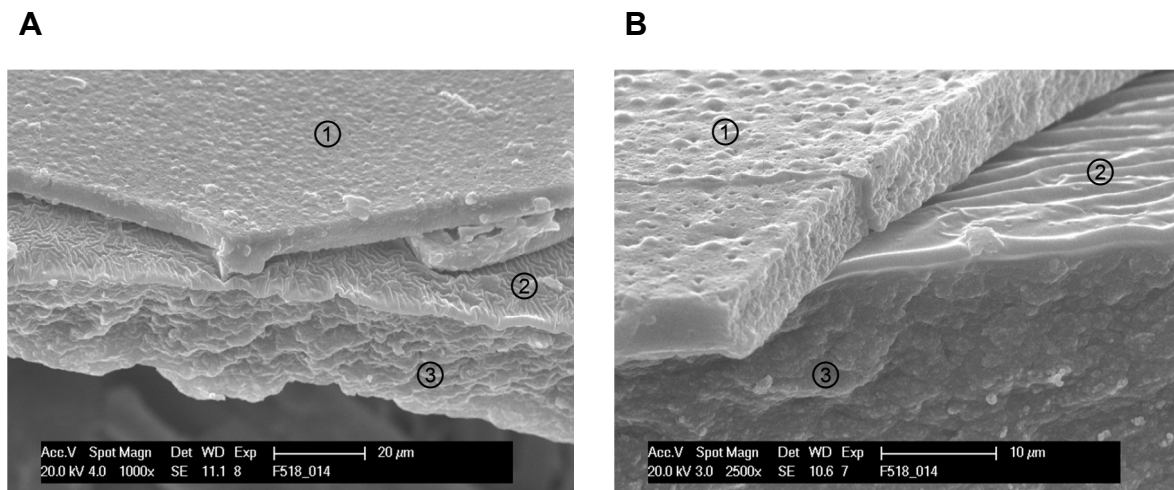 A
B
1
2
3
1
2
3
Acc.V Spot Magn Det WD Exp 20 µm
20.0 kV 4.0 1000x SE 11.1 8 F518_014
Acc.V Spot Magn Det WD Exp 10 µm
20.0 kV 3.0 2500x SE 10.6 7 F518_014